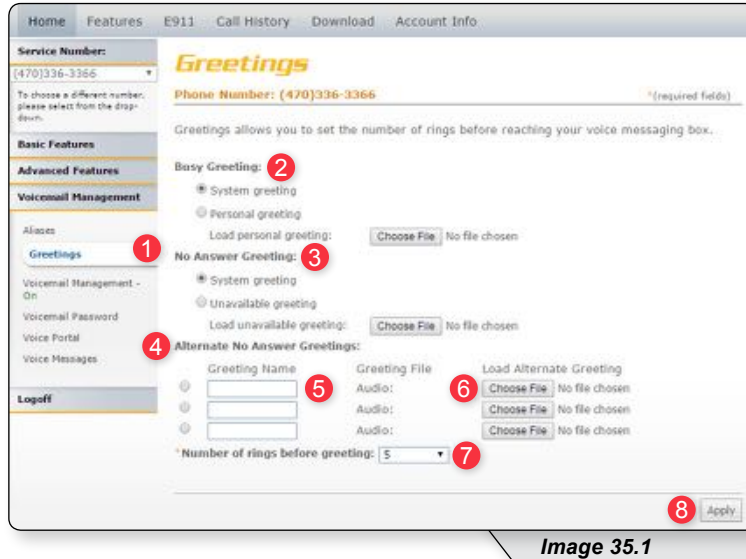 Home Features E911 Call History Download Account Info
Service Number:
(470)336-3366
To choose a different number,
please select from the drop-
down.
Basic Features
Advanced Features
Voicemail Management
Aliases
Greetings 1
Voicemail Management -
On
Voicemail Password
Voice Portal
Voice Messages
Logoff
Greetings
Phone Number: (470)336-3366 *(required fields)
Greetings allows you to set the number of rings before reaching your voice messaging box.
Busy Greeting: 2
System greeting
Personal greeting
Load personal greeting: Choose File No file chosen
No Answer Greeting: 3
System greeting
Unavailable greeting
Load unavailable greeting: Choose File No file chosen
4 Alternate No Answer Greetings:
Greeting Name Greeting File Load Alternate Greeting
5 Audio: 6 Choose File No file chosen
Audio: Choose File No file chosen
Audio: Choose File No file chosen
*Number of rings before greeting: 5 7
8 Apply
Image 35.1